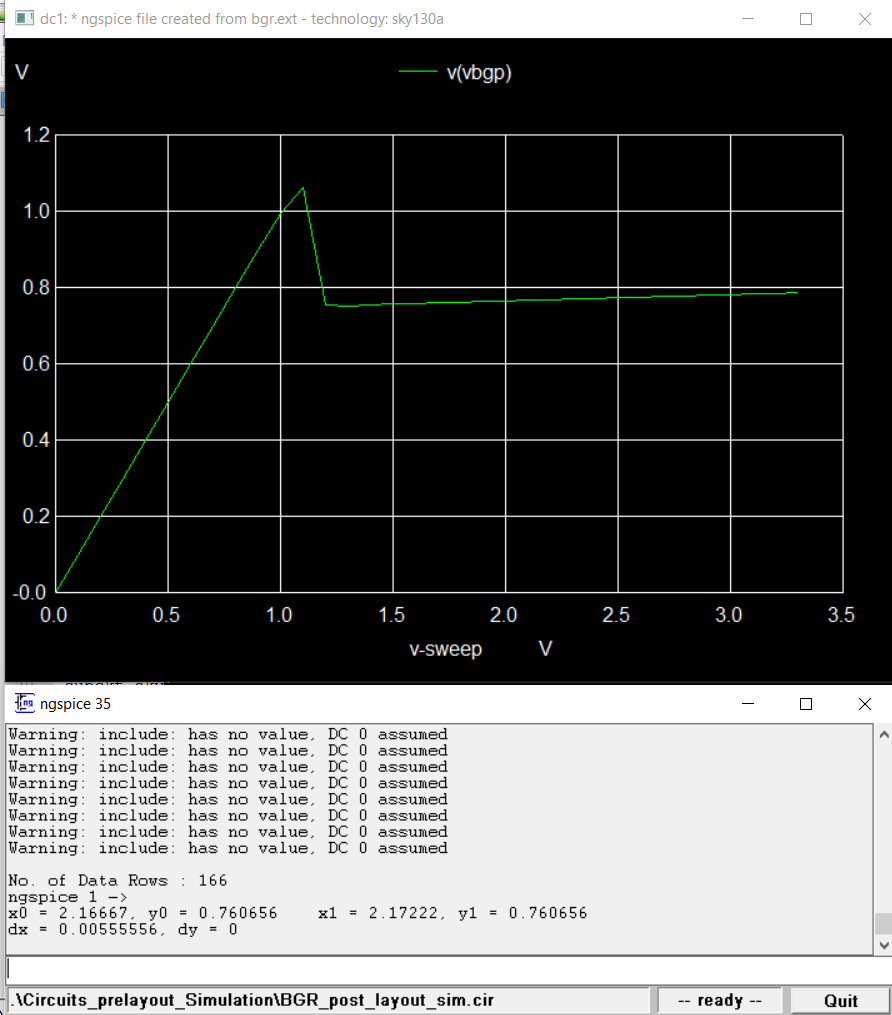 dc1: * ngspice file created from bgr.ext - technology: sky130a
V
v(vbgp)
1.2
1.0
0.8
0.6
0.4
0.2
-0.0
0.0 0.5 1.0 1.5 2.0 2.5 3.0 3.5
v-sweep V
ngspice 35
Warning: include: has no value, DC 0 assumed
Warning: include: has no value, DC 0 assumed
Warning: include: has no value, DC 0 assumed
Warning: include: has no value, DC 0 assumed
Warning: include: has no value, DC 0 assumed
Warning: include: has no value, DC 0 assumed
Warning: include: has no value, DC 0 assumed
Warning: include: has no value, DC 0 assumed
No. of Data Rows : 166
ngspice 1 ->
x0 = 2.16667, y0 = 0.760656 x1 = 2.17222, y1 = 0.760656
dx = 0.00555556, dy = 0
.\Circuits_prelayout_Simulation\BGR_post_layout_sim.cir
-- ready --
Quit